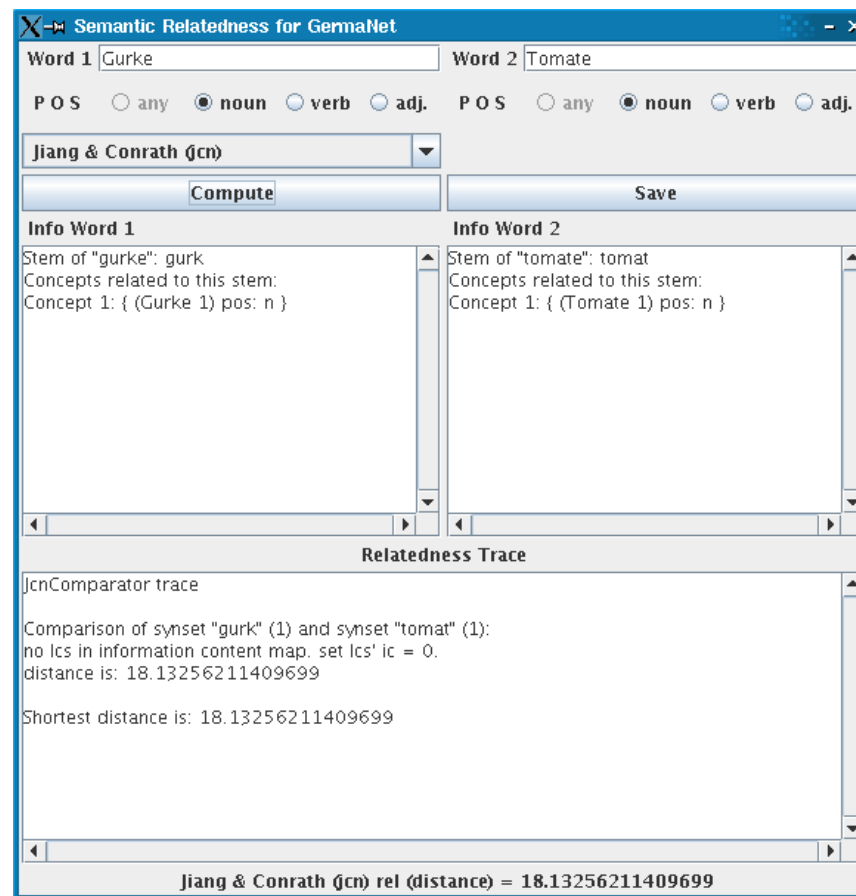 Semantic Relatedness for GermaNet
Word 1 Gurke Word 2 Tomate
P O S any noun verb adj. P O S any noun verb adj.
Jiang & Conrath (jcn)
Compute Save
Info Word 1 Info Word 2
Stem of "gurke": gurk
Concepts related to this stem:
Concept 1: { (Gurke 1) pos: n }
Stem of "tomate": tomat
Concepts related to this stem:
Concept 1: { (Tomate 1) pos: n }
Relatedness Trace
JcnComparator trace
Comparison of synset "gurk" (1) and synset "tomat" (1):
no lcs in information content map. set lcs' ic = 0.
distance is: 18.13256211409699
Shortest distance is: 18.13256211409699
Jiang & Conrath (jcn) rel (distance) = 18.13256211409699